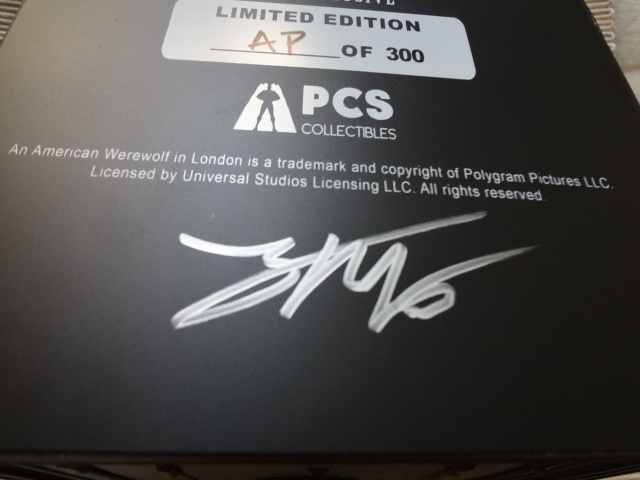 LIMITED EDITION
AP OF 300
PCS
COLLECTIBLES
An American Werewolf in London is a trademark and copyright of Polygram Pictures LLC.
Licensed by Universal Studios Licensing LLC. All rights reserved.